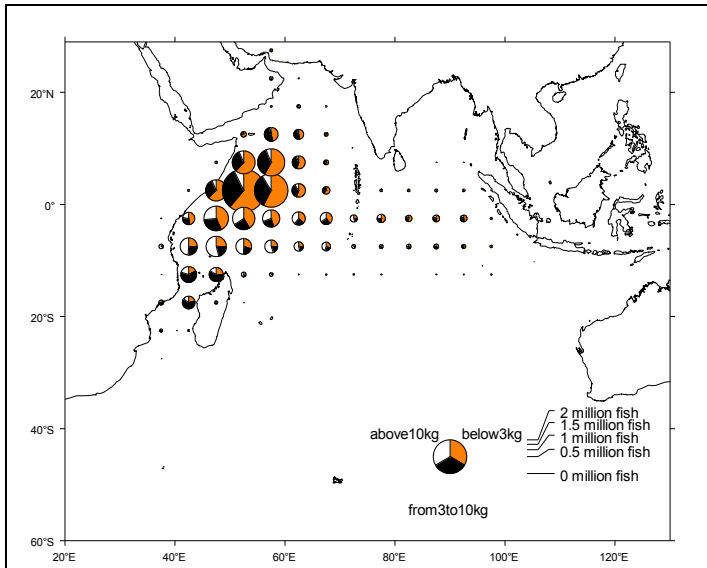 20°N
0°
20°S
40°S
60°S
20°E
40°E
60°E
80°E
100°E
120°E
above10kg
below3kg
from3to10kg
2 million fish
1.5 million fish
1 million fish
0.5 million fish
0 million fish